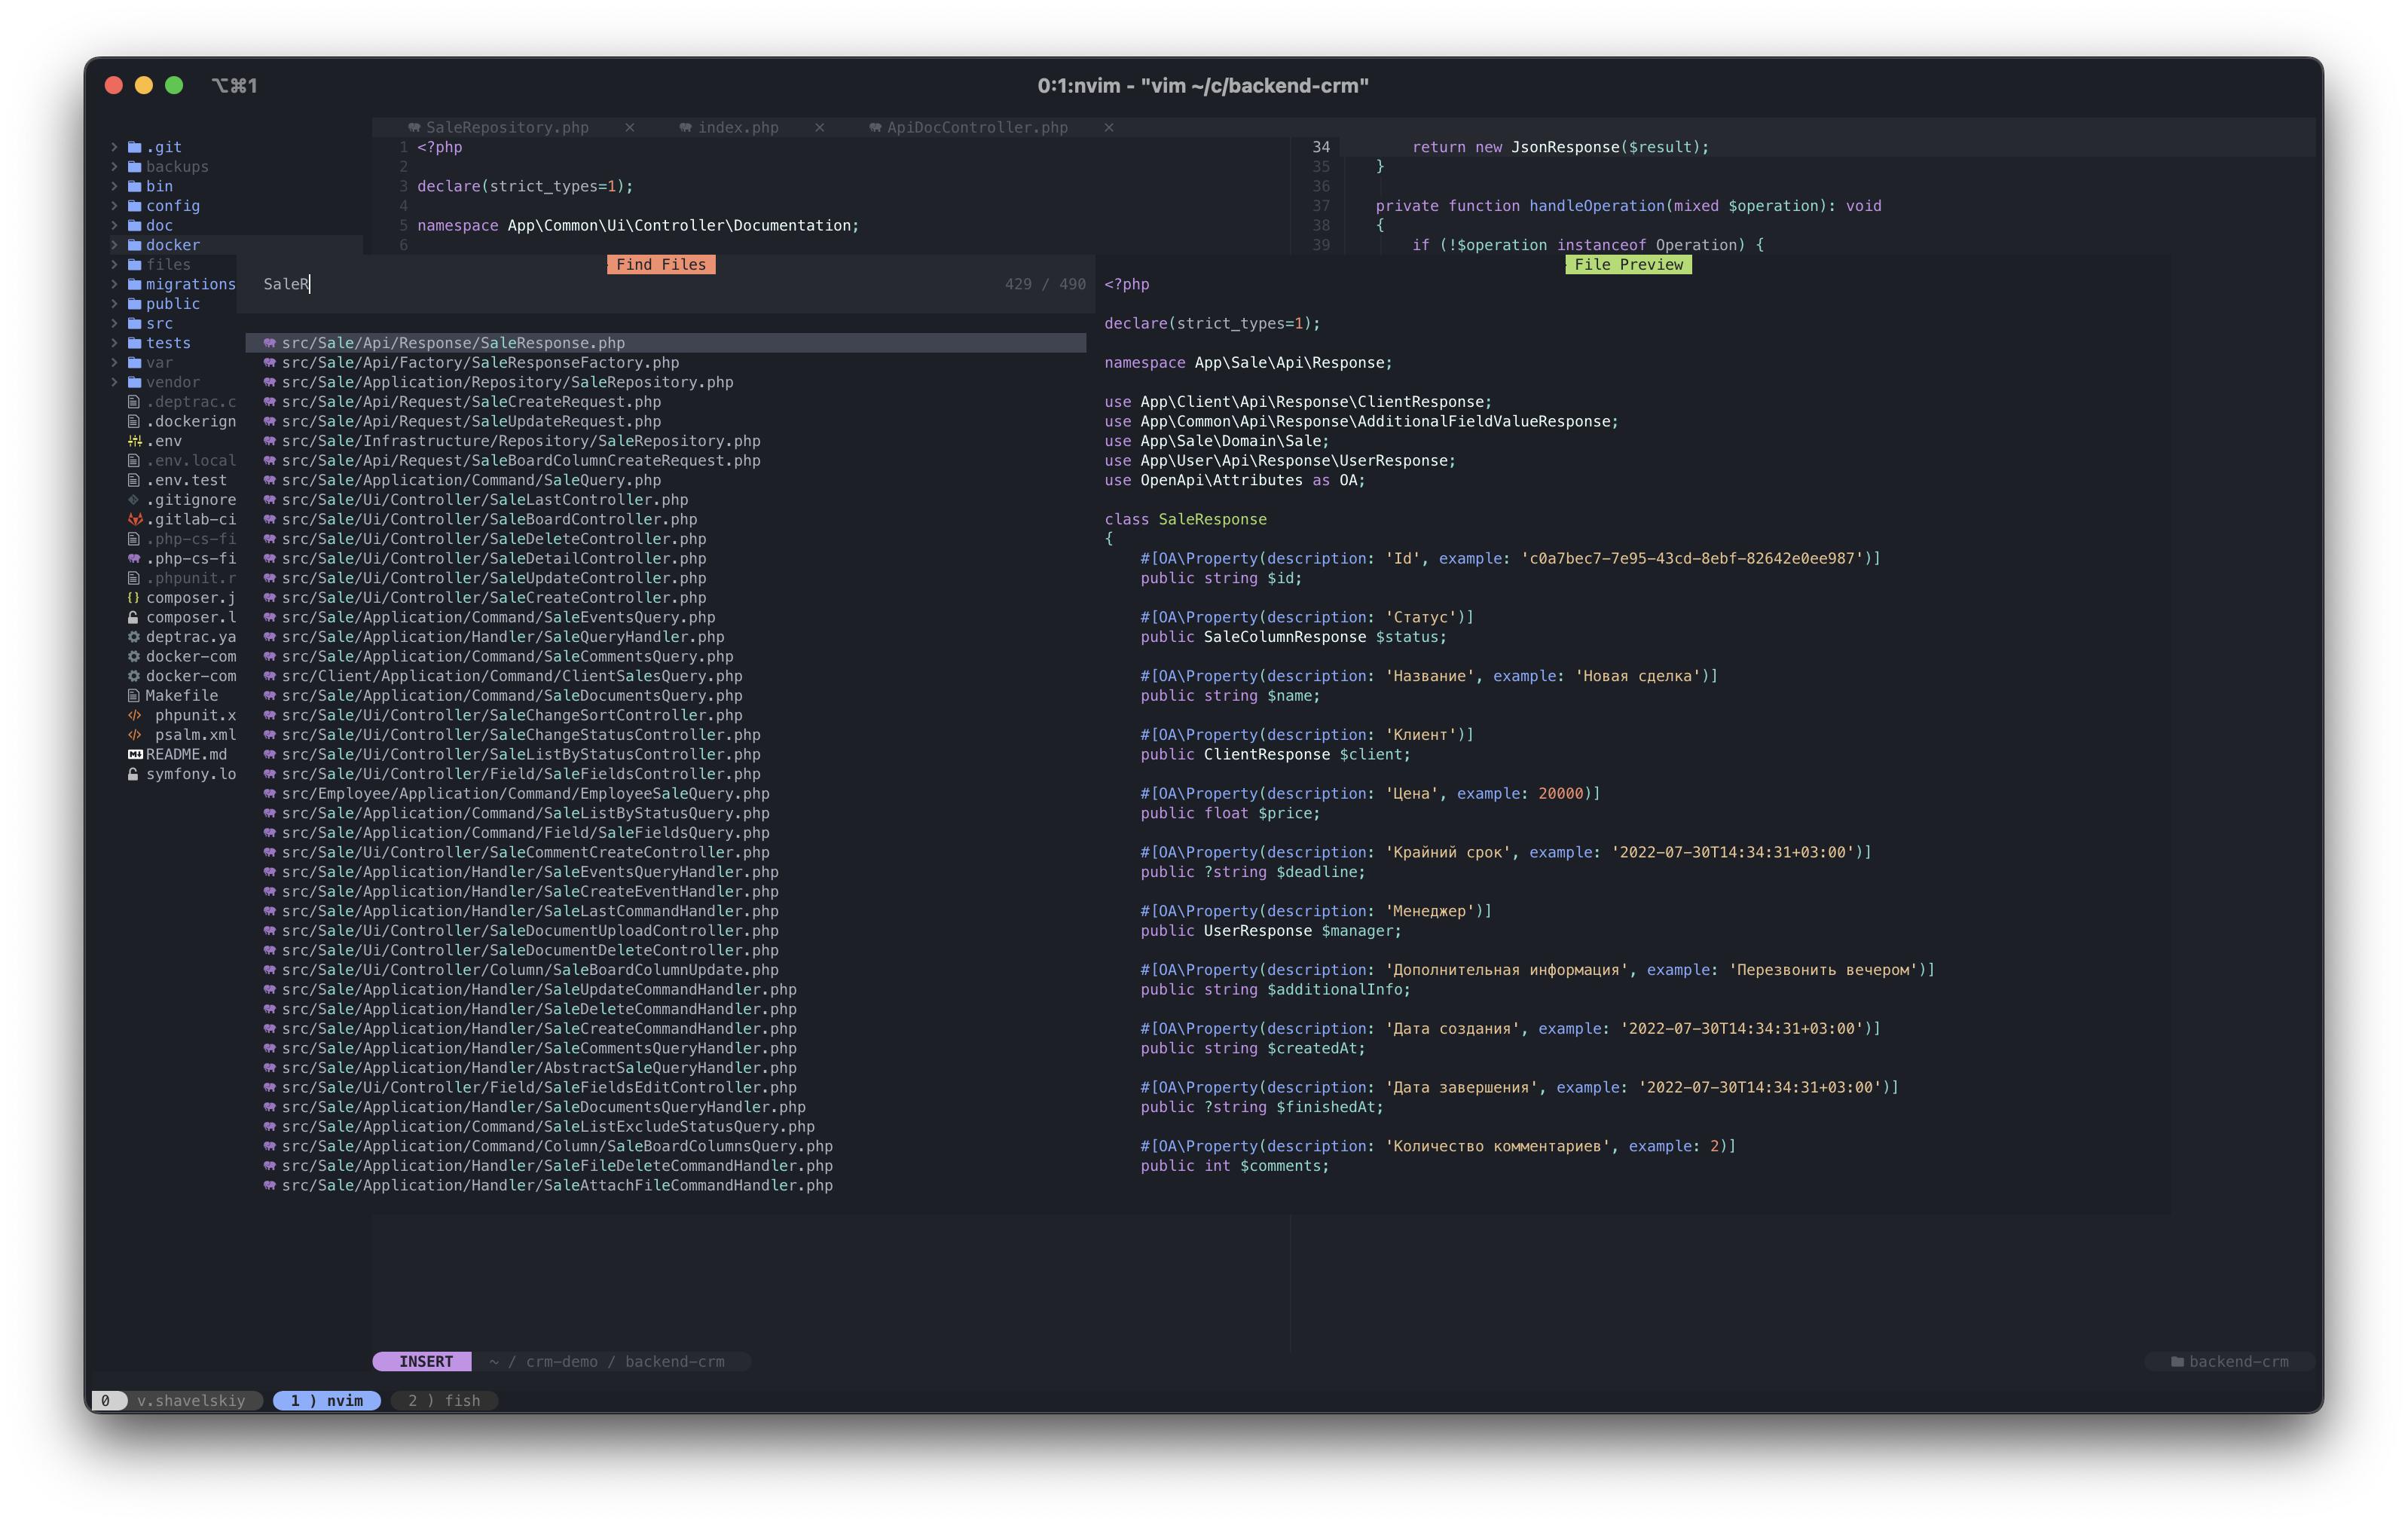 ⌥⌘1
0:1:nvim - "vim ~/c/backend-crm"
SaleRepository.php × index.php × ApiDocController.php ×
.git
backups
bin
config
doc
docker
files
migrations
public
src
tests
var
vendor
.deptrac.c
.dockerign
.env
.env.local
.env.test
.gitignore
.gitlab-ci
.php-cs-fi
.php-cs-fi
.phpunit.r
composer.j
composer.l
deptrac.ya
docker-com
docker-com
Makefile
phpunit.x
psalm.xml
README.md
symfony.lo
1 <?php
2
3 declare(strict_types=1);
4
5 namespace App\Common\Ui\Controller\Documentation;
6
34 return new JsonResponse($result);
35 }
36
37 private function handleOperation(mixed $operation): void
38 {
39 if (!$operation instanceof Operation) {
Find Files
SaleR 429 / 490
src/Sale/Api/Response/SaleResponse.php
src/Sale/Api/Factory/SaleResponseFactory.php
src/Sale/Application/Repository/SaleRepository.php
src/Sale/Api/Request/SaleCreateRequest.php
src/Sale/Api/Request/SaleUpdateRequest.php
src/Sale/Infrastructure/Repository/SaleRepository.php
src/Sale/Api/Request/SaleBoardColumnCreateRequest.php
src/Sale/Application/Command/SaleQuery.php
src/Sale/Ui/Controller/SaleLastController.php
src/Sale/Ui/Controller/SaleBoardController.php
src/Sale/Ui/Controller/SaleDeleteController.php
src/Sale/Ui/Controller/SaleDetailController.php
src/Sale/Ui/Controller/SaleUpdateController.php
src/Sale/Ui/Controller/SaleCreateController.php
src/Sale/Application/Command/SaleEventsQuery.php
src/Sale/Application/Handler/SaleQueryHandler.php
src/Sale/Application/Command/SaleCommentsQuery.php
src/Client/Application/Command/ClientSalesQuery.php
src/Sale/Application/Command/SaleDocumentsQuery.php
src/Sale/Ui/Controller/SaleChangeSortController.php
src/Sale/Ui/Controller/SaleChangeStatusController.php
src/Sale/Ui/Controller/SaleListByStatusController.php
src/Sale/Ui/Controller/Field/SaleFieldsController.php
src/Employee/Application/Command/EmployeeSaleQuery.php
src/Sale/Application/Command/SaleListByStatusQuery.php
src/Sale/Application/Command/Field/SaleFieldsQuery.php
src/Sale/Ui/Controller/SaleCommentCreateController.php
src/Sale/Application/Handler/SaleEventsQueryHandler.php
src/Sale/Application/Handler/SaleCreateEventHandler.php
src/Sale/Application/Handler/SaleLastCommandHandler.php
src/Sale/Ui/Controller/SaleDocumentUploadController.php
src/Sale/Ui/Controller/SaleDocumentDeleteController.php
src/Sale/Ui/Controller/Column/SaleBoardColumnUpdate.php
src/Sale/Application/Handler/SaleUpdateCommandHandler.php
src/Sale/Application/Handler/SaleDeleteCommandHandler.php
src/Sale/Application/Handler/SaleCreateCommandHandler.php
src/Sale/Application/Handler/SaleCommentsQueryHandler.php
src/Sale/Application/Handler/AbstractSaleQueryHandler.php
src/Sale/Ui/Controller/Field/SaleFieldsEditController.php
src/Sale/Application/Handler/SaleDocumentsQueryHandler.php
src/Sale/Application/Command/SaleListExcludeStatusQuery.php
src/Sale/Application/Command/Column/SaleBoardColumnsQuery.php
src/Sale/Application/Handler/SaleFileDeleteCommandHandler.php
src/Sale/Application/Handler/SaleAttachFileCommandHandler.php
File Preview
<?php
declare(strict_types=1);
namespace App\Sale\Api\Response;
use App\Client\Api\Response\ClientResponse;
use App\Common\Api\Response\AdditionalFieldValueResponse;
use App\Sale\Domain\Sale;
use App\User\Api\Response\UserResponse;
use OpenApi\Attributes as OA;
class SaleResponse
{
#[OA\Property(description: 'Id', example: 'c0a7bec7-7e95-43cd-8ebf-82642e0ee987')]
public string $id;
#[OA\Property(description: 'Статус')]
public SaleColumnResponse $status;
#[OA\Property(description: 'Название', example: 'Новая сделка')]
public string $name;
#[OA\Property(description: 'Клиент')]
public ClientResponse $client;
#[OA\Property(description: 'Цена', example: 20000)]
public float $price;
#[OA\Property(description: 'Крайний срок', example: '2022-07-30T14:34:31+03:00')]
public ?string $deadline;
#[OA\Property(description: 'Менеджер')]
public UserResponse $manager;
#[OA\Property(description: 'Дополнительная информация', example: 'Перезвонить вечером')]
public string $additionalInfo;
#[OA\Property(description: 'Дата создания', example: '2022-07-30T14:34:31+03:00')]
public string $createdAt;
#[OA\Property(description: 'Дата завершения', example: '2022-07-30T14:34:31+03:00')]
public ?string $finishedAt;
#[OA\Property(description: 'Количество комментариев', example: 2)]
public int $comments;
INSERT ~ / crm-demo / backend-crm backend-crm
0 v.shavelskiy 1 ) nvim 2 ) fish